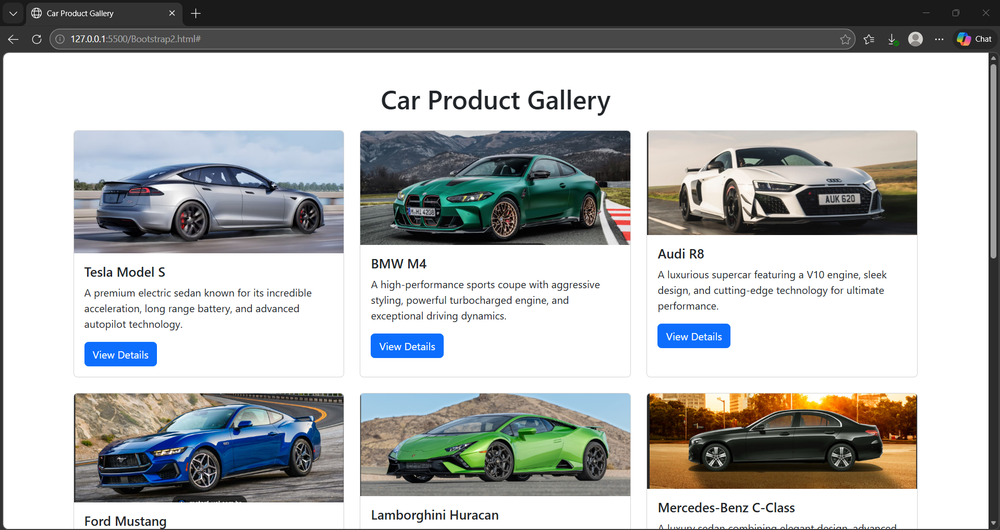 Car Product Gallery
127.0.0.1:5500/Bootstrap2.html#
Chat
Car Product Gallery
M HI 4208
AUK 620
Tesla Model S
A premium electric sedan known for its incredible
acceleration, long range battery, and advanced
autopilot technology.
View Details
BMW M4
A high-performance sports coupe with aggressive
styling, powerful turbocharged engine, and
exceptional driving dynamics.
View Details
Audi R8
A luxurious supercar featuring a V10 engine, sleek
design, and cutting-edge technology for ultimate
performance.
View Details
Ford Mustang
Lamborghini Huracan
Mercedes-Benz C-Class
A luxury sedan combining elegant design, advanced